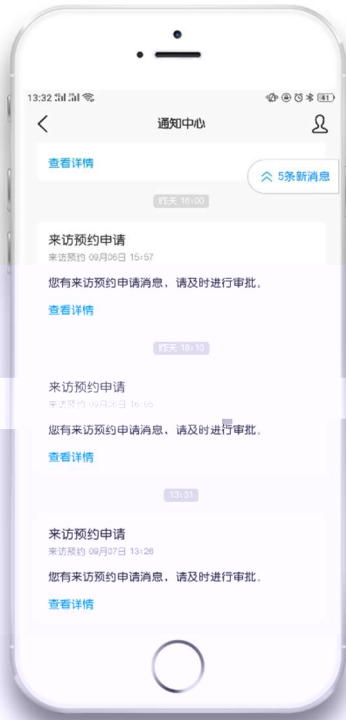 13:32
41
通知中心
查看详情
5条新消息
昨天 16:00
来访预约申请
来访预约 09月06日 15:57
您有来访预约申请消息，请及时进行审批。
查看详情
昨天 18:10
来访预约申请
您有来访预约申请消息，请及时进行审批。
查看详情
13:31
来访预约申请
来访预约 09月07日 13:26
您有来访预约申请消息，请及时进行审批。
查看详情